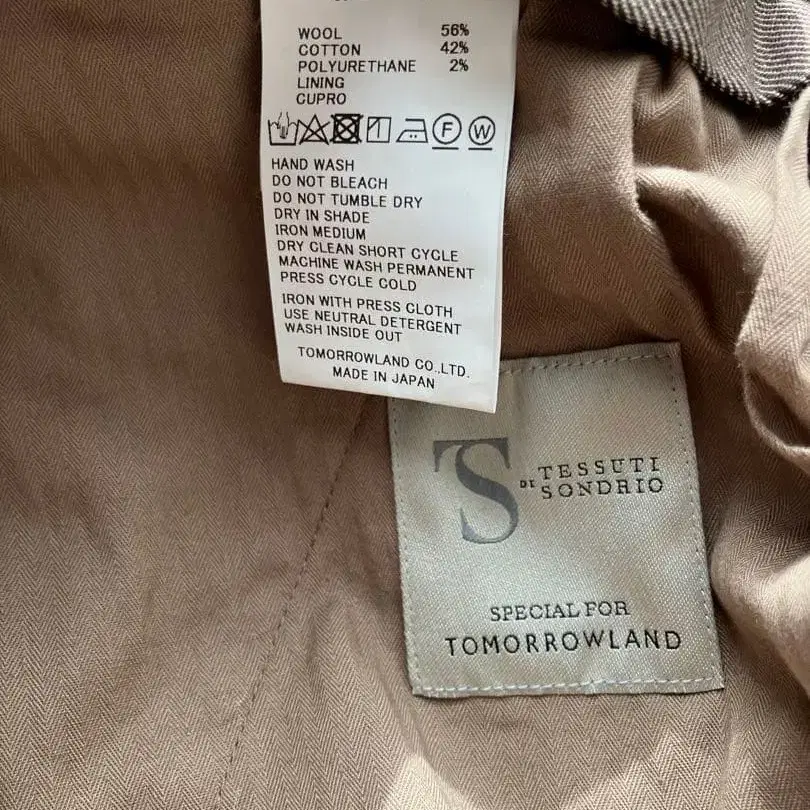 WOOL 56%
COTTON 42%
POLYURETHANE 2%
LINING
CUPRO
F W
HAND WASH
DO NOT BLEACH
DO NOT TUMBLE DRY
DRY IN SHADE
IRON MEDIUM
DRY CLEAN SHORT CYCLE
MACHINE WASH PERMANENT
PRESS CYCLE COLD
IRON WITH PRESS CLOTH
USE NEUTRAL DETERGENT
WASH INSIDE OUT
TOMORROWLAND CO.,LTD.
MADE IN JAPAN
TS TESSUTI
DI SONDRIO
SPECIAL FOR
TOMORROWLAND